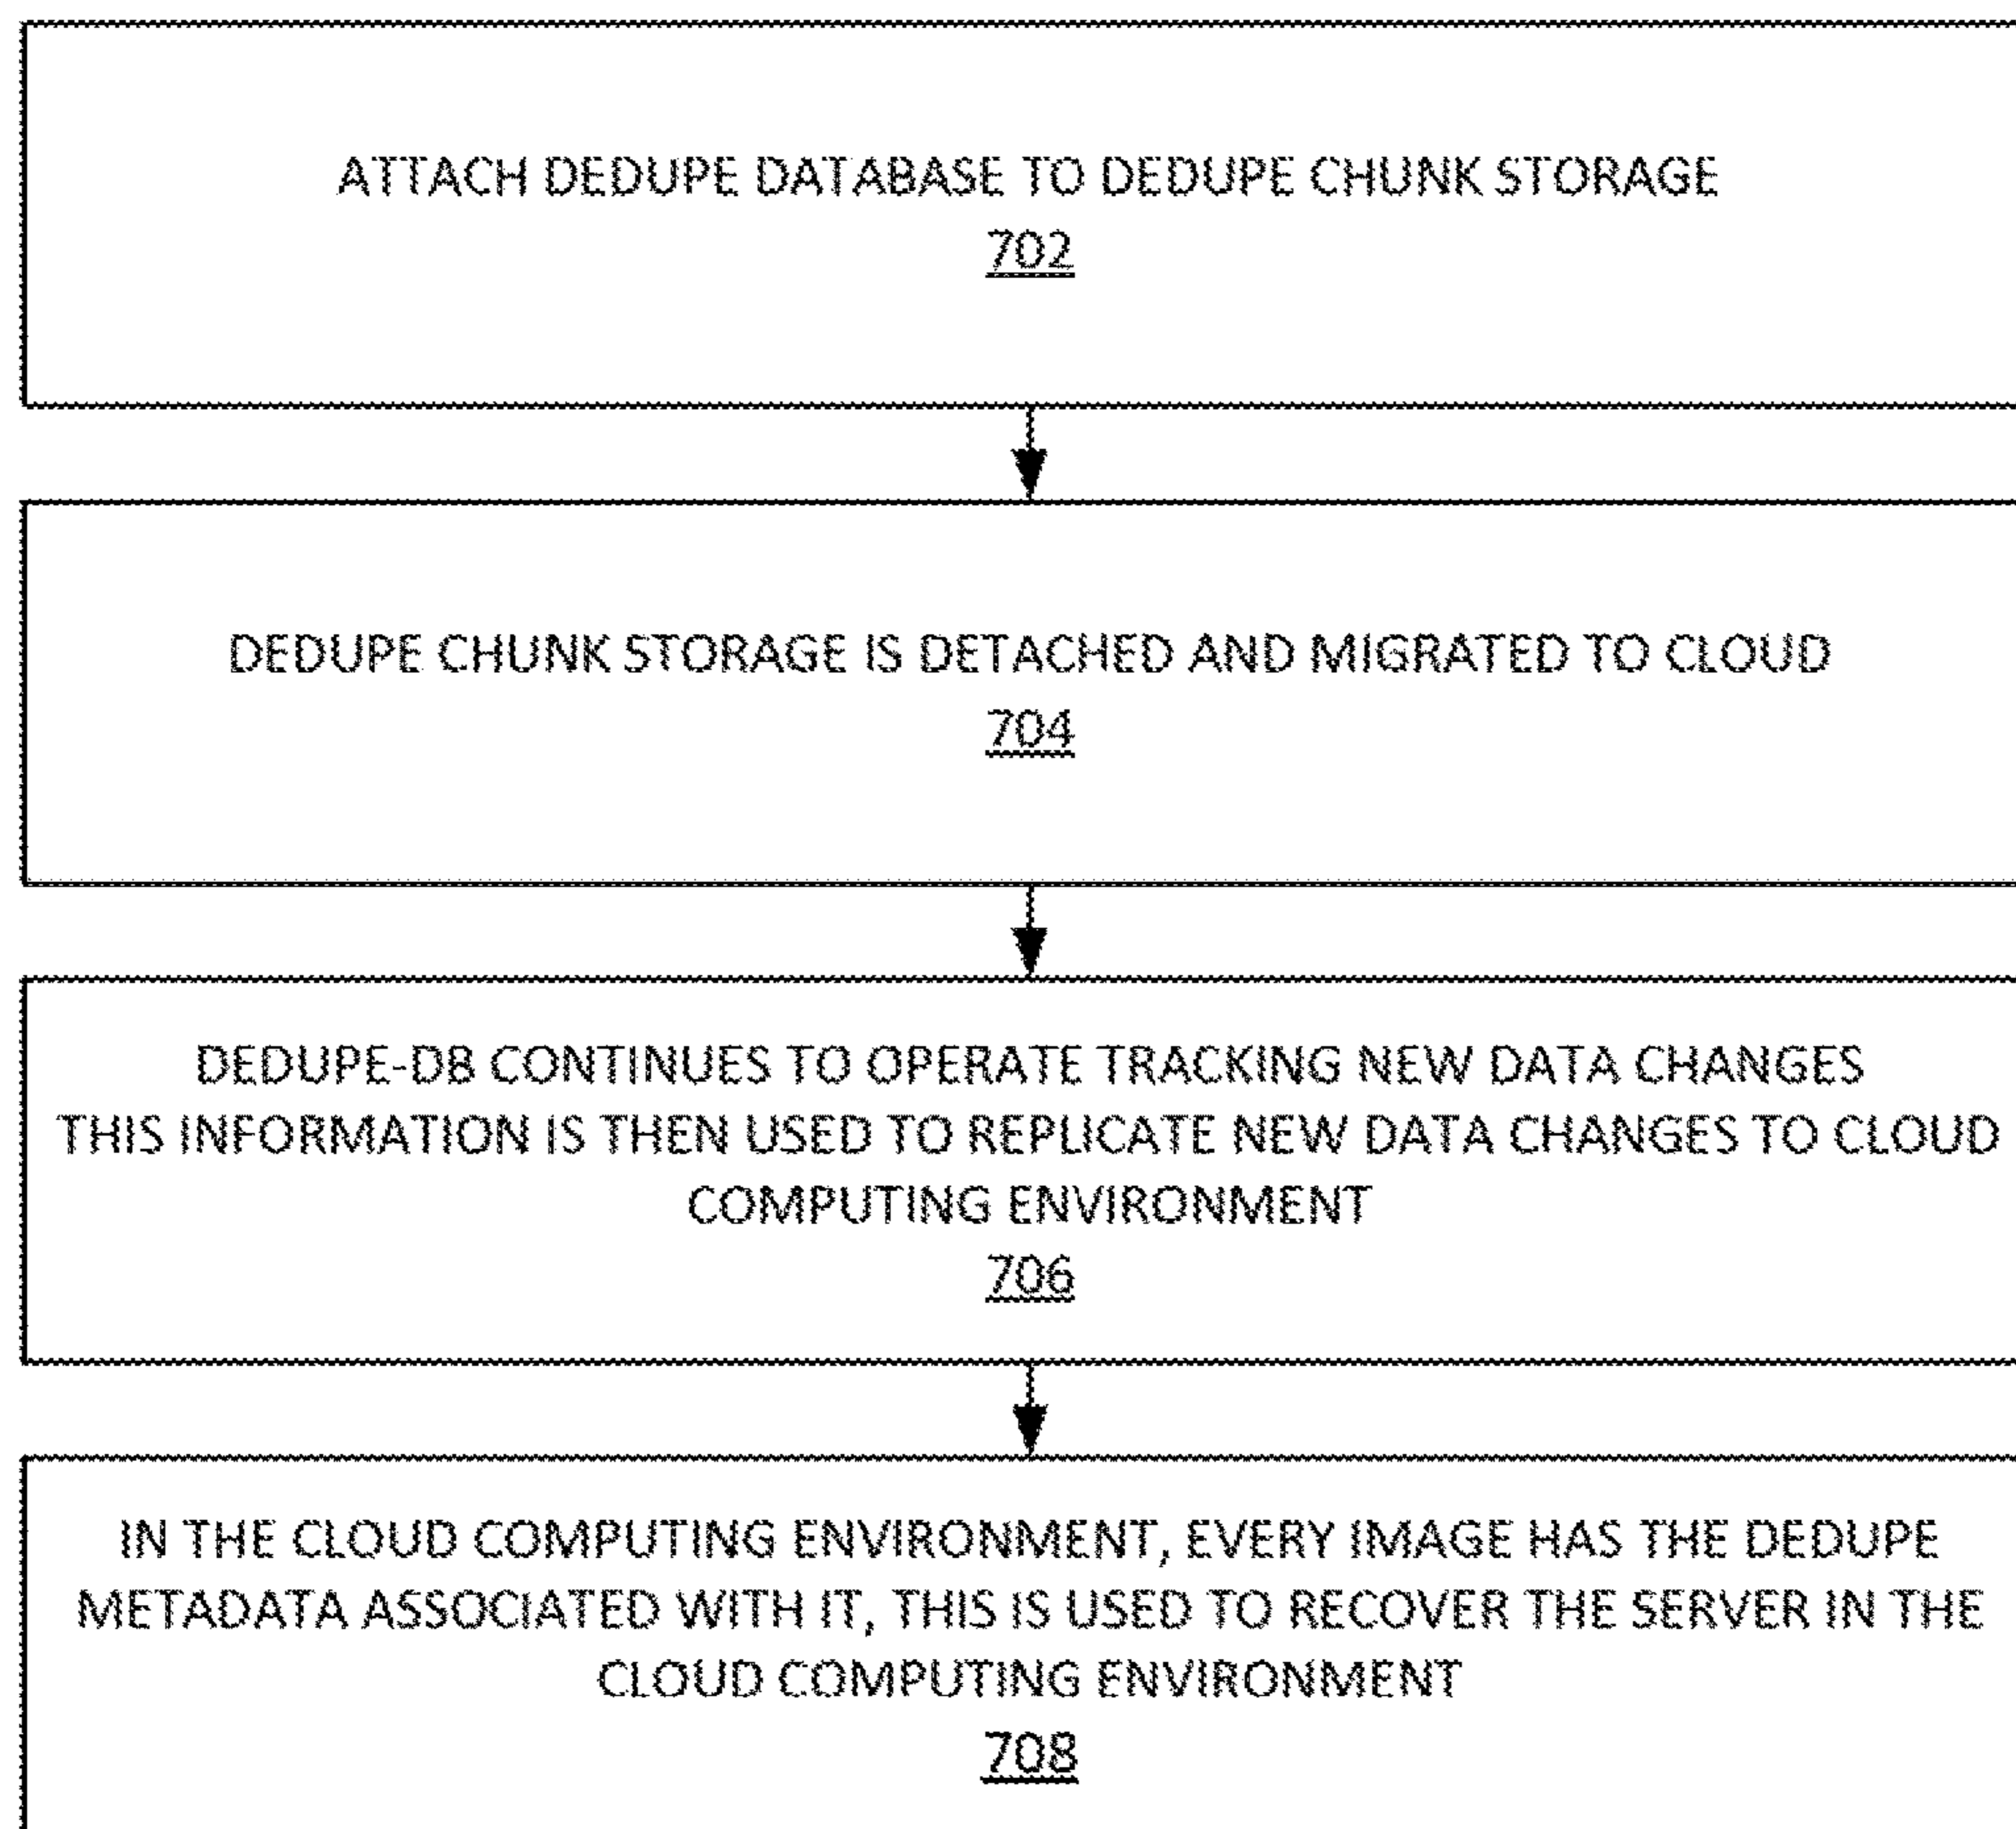 ATTACH DEDUPE DATABASE TO DEDUPE CHUNK STORAGE
702
DEDUPE CHUNK STORAGE IS DETACHED AND MIGRATED TO CLOUD
704
DEDUPE-DB CONTINUES TO OPERATE TRACKING NEW DATA CHANGES
THIS INFORMATION IS THEN USED TO REPLICATE NEW DATA CHANGES TO CLOUD
COMPUTING ENVIRONMENT
706
IN THE CLOUD COMPUTING ENVIRONMENT, EVERY IMAGE HAS THE DEDUPE
METADATA ASSOCIATED WITH IT, THIS IS USED TO RECOVER THE SERVER IN THE
CLOUD COMPUTING ENVIRONMENT
708